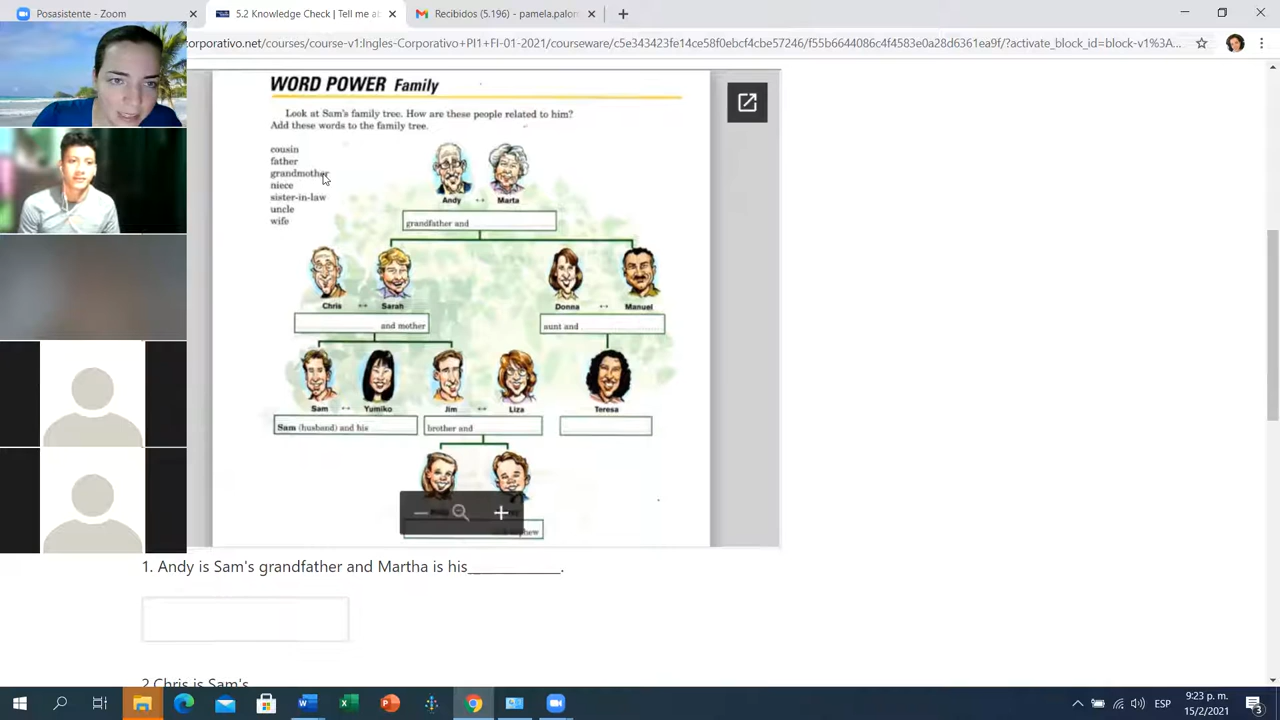 Posasistente - Zoom
5.2 Knowledge Check | Tell me ab
Recibidos (5.196) - pamelapalom
orporativo.net/courses/course-v1:Ingles-Corporativo+PI1+FI-01-2021/courseware/c5e343423fe14ce58f0ebcf4cbe57246/f55b6644086c4f4583e0a28d6361ea9f/?activate_block_id=block-v1%3A...
WORD POWER Family
Look at Sam's family tree. How are these people related to him?
Add these words to the family tree.
cousin
father
grandmother
niece
sister-in-law
uncle
wife
Andy ↔ Marta
grandfather and
Chris ↔ Sarah
Donna ↔ Manuel
and mother
aunt and
Sam ↔ Yumiko
Jim ↔ Liza
Teresa
Sam (husband) and his
brother and
1. Andy is Sam's grandfather and Martha is his___________.
2.Chris is Sam's
9:23 p. m.
ESP
15/2/2021
3